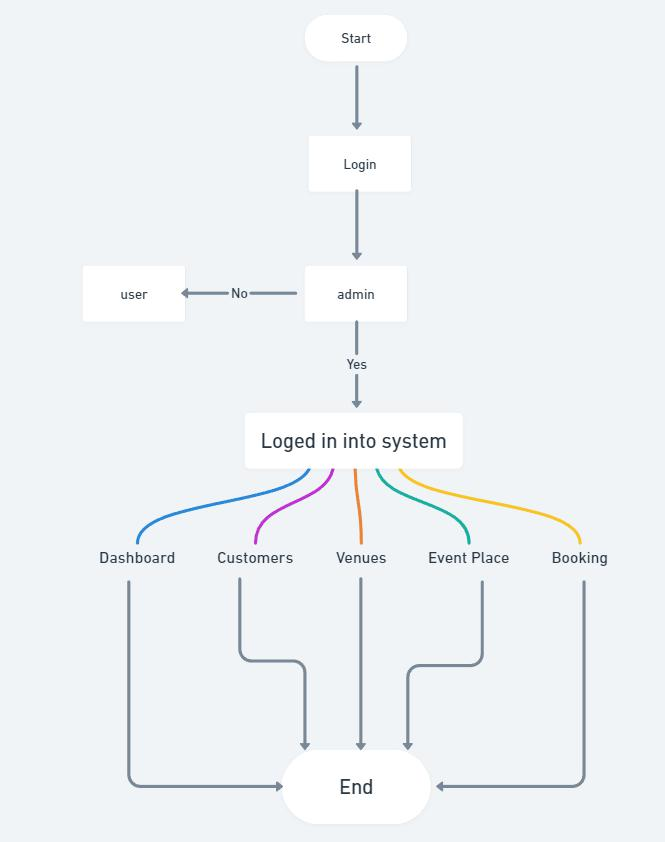 Start
Login
user
No
admin
Yes
Loged in into system
Dashboard
Customers
Venues
Event Place
Booking
End